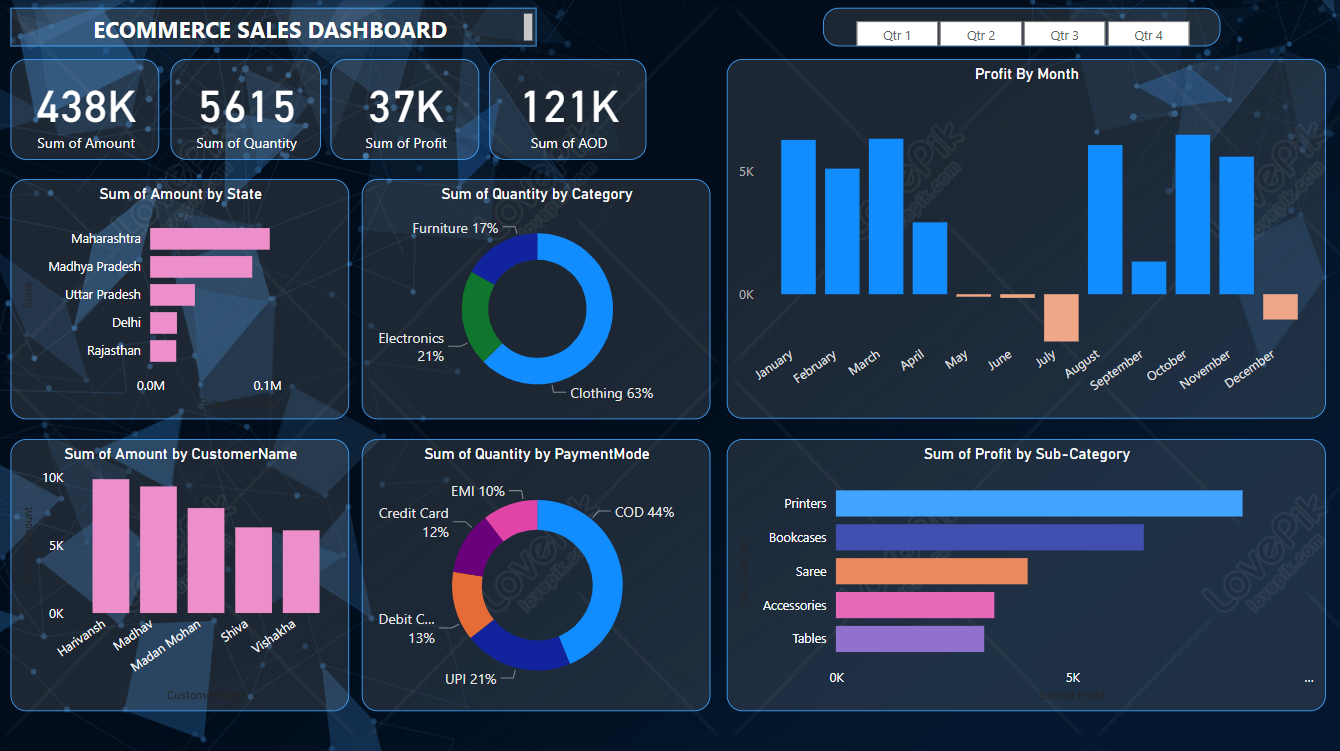 ECOMMERCE SALES DASHBOARD
Qtr 1
Qtr 2
Qtr 3
Qtr 4
438K
Sum of Amount
5615
Sum of Quantity
37K
Sum of Profit
121K
Sum of AOD
Profit By Month
5K
0K
January
February
March
April
May
June
July
August
September
October
November
December
Sum of Amount by State
State
Maharashtra
Madhya Pradesh
Uttar Pradesh
Delhi
Rajasthan
0.0M
0.1M
Sum of Quantity by Category
Furniture 17%
Electronics
21%
Clothing 63%
Sum of Amount by CustomerName
10K
5K
0K
Harivansh
Madhav
Madan Mohan
Shiva
Vishakha
Sum of Quantity by PaymentMode
EMI 10%
Credit Card
12%
Debit C...
13%
UPI 21%
COD 44%
Sum of Profit by Sub-Category
Printers
Bookcases
Saree
Accessories
Tables
0K
5K
...
Sum of Profit
LovePik
lovepik.com